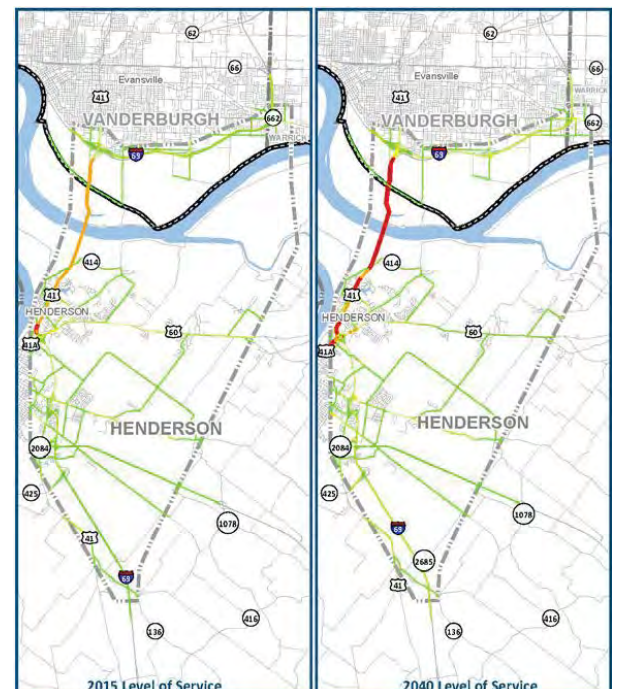 62
66
Evansville
41
VANDERBURGH
WARRICK
662
69
414
41
HENDERSON
41A
60
HENDERSON
2084
425
1078
41
69
416
136
2015 Level of Service
62
66
Evansville
41
VANDERBURGH
WARRICK
662
69
414
41
HENDERSON
41A
60
HENDERSON
2084
425
1078
69
2685
41
416
136
2040 Level of Service